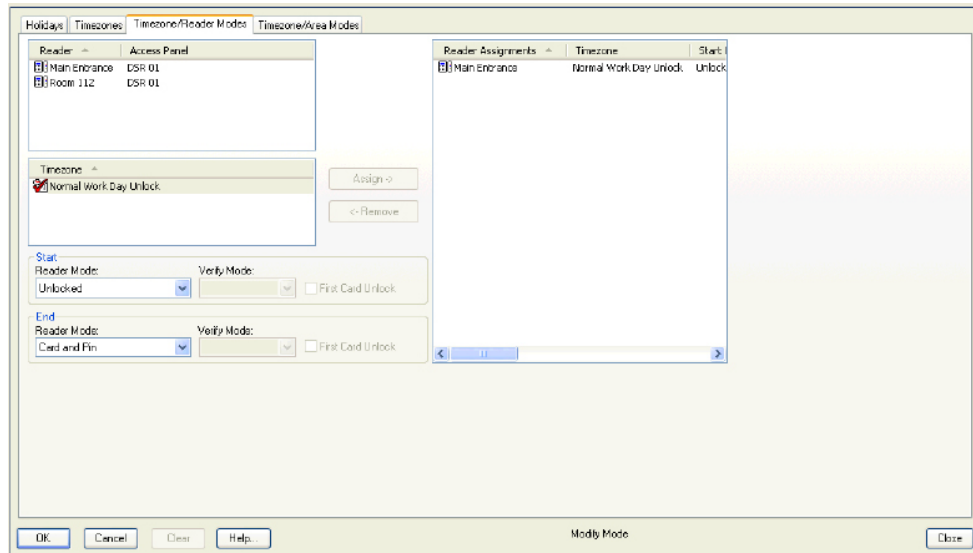 Holidays Timezones Timezone/Reader Modes Timezone/Area Modes
Reader Access Panel
Main Entrance DSR 01
Room 112 DSR 01
Timezone
Normal Work Day Unlock
Assign ->
<- Remove
Start
Reader Mode: Verify Mode:
Unlocked First Card Unlock
End
Reader Mode: Verify Mode:
Card and Pin First Card Unlock
Reader Assignments Timezone Start
Main Entrance Normal Work Day Unlock Unlock
OK Cancel Clear Help... Modify Mode Close